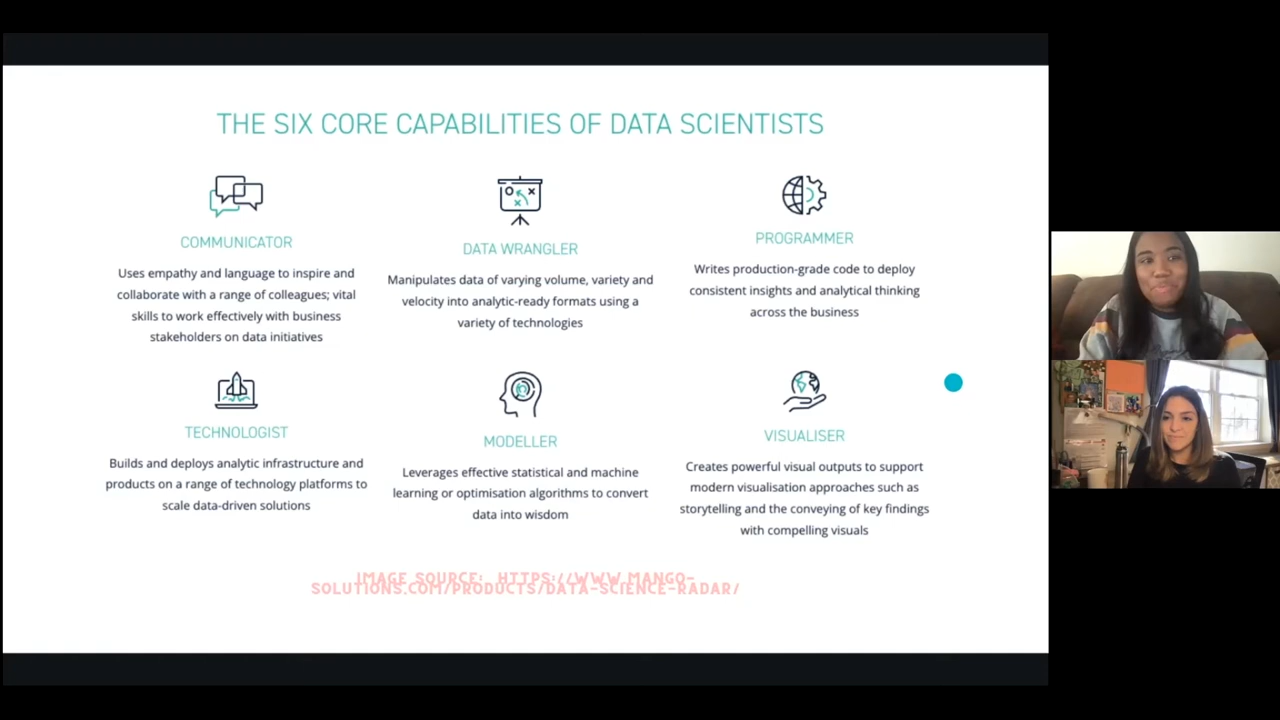 THE SIX CORE CAPABILITIES OF DATA SCIENTISTS
COMMUNICATOR
Uses empathy and language to inspire and
collaborate with a range of colleagues; vital
skills to work effectively with business
stakeholders on data initiatives
DATA WRANGLER
Manipulates data of varying volume, variety and
velocity into analytic-ready formats using a
variety of technologies
PROGRAMMER
Writes production-grade code to deploy
consistent insights and analytical thinking
across the business
TECHNOLOGIST
Builds and deploys analytic infrastructure and
products on a range of technology platforms to
scale data-driven solutions
MODELLER
Leverages effective statistical and machine
learning or optimisation algorithms to convert
data into wisdom
VISUALISER
Creates powerful visual outputs to support
modern visualisation approaches such as
storytelling and the conveying of key findings
with compelling visuals
IMAGE SOURCE: HTTPS://WWW.MANGO-
SOLUTIONS.COM/PRODUCTS/DATA-SCIENCE-RADAR/